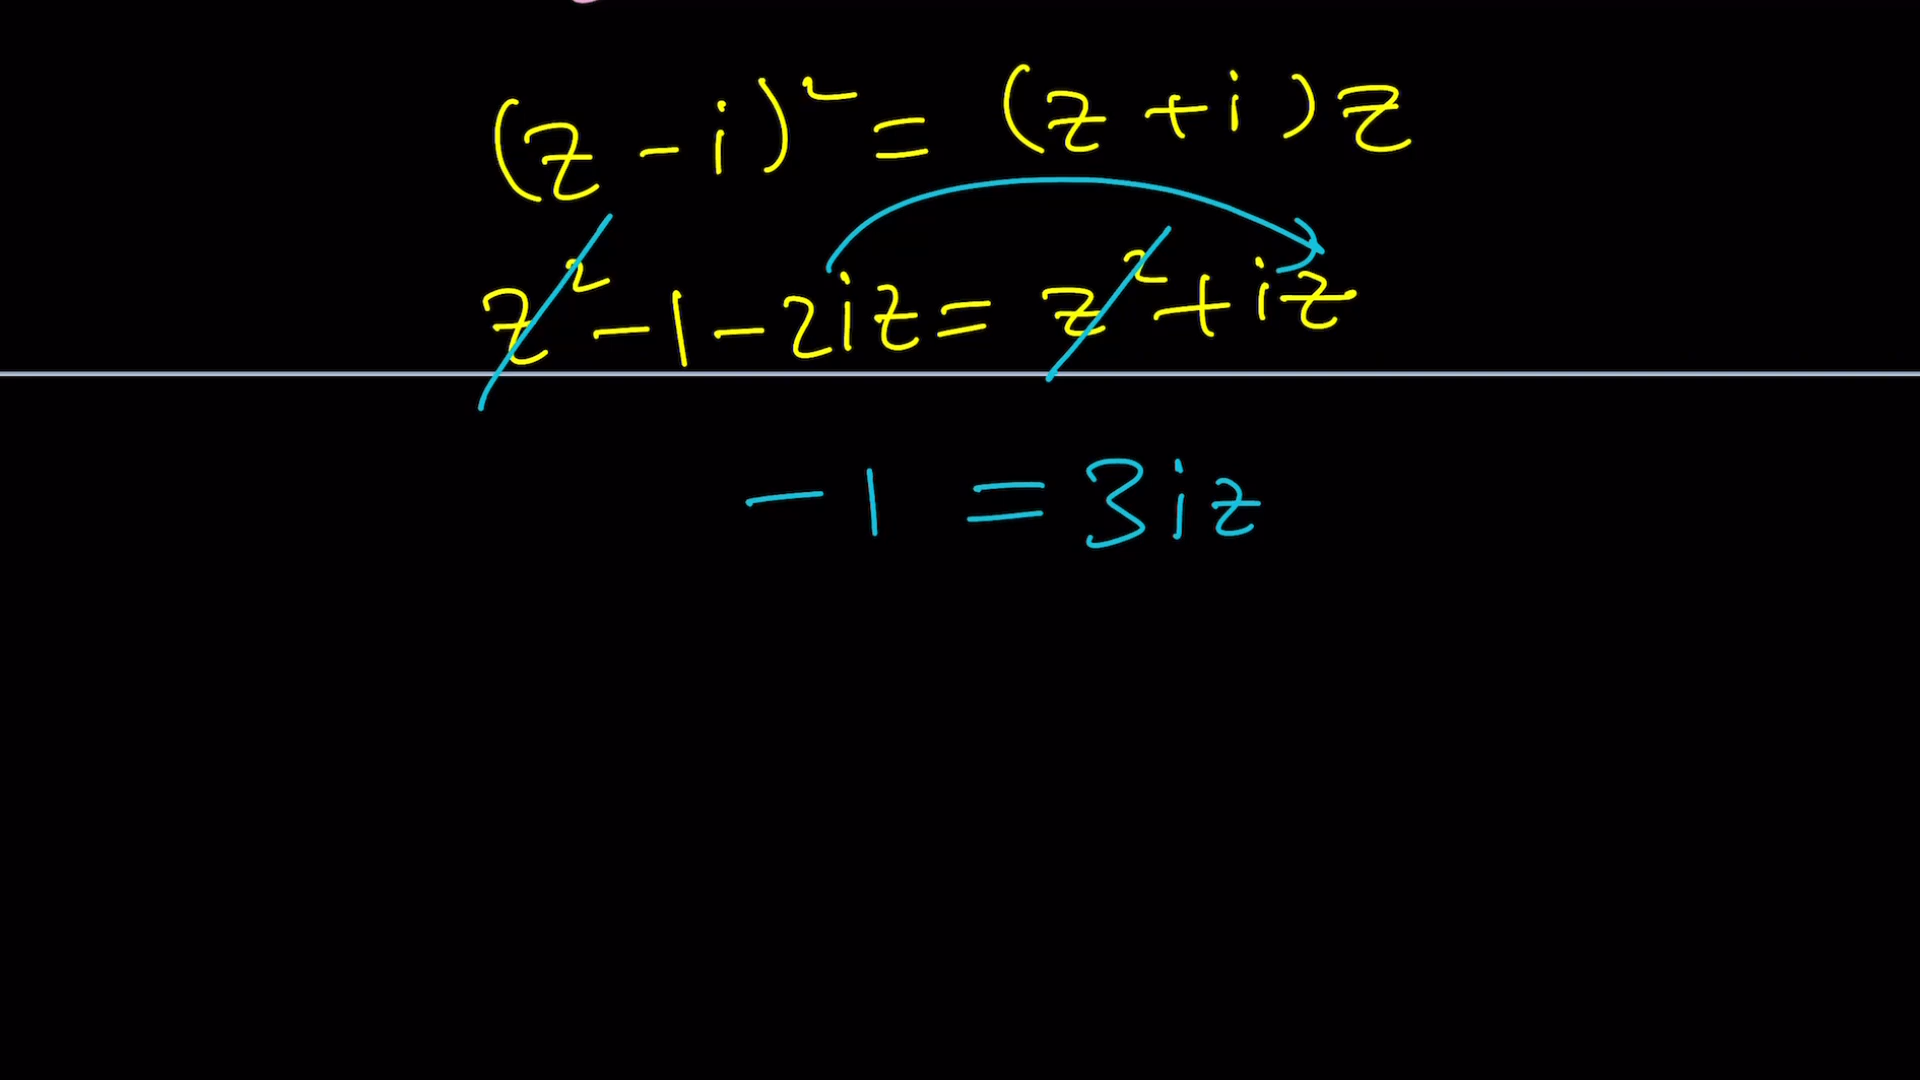 (z - i)² = (z + i)z
z² - 1 - 2iz = z² + iz
-1 = 3iz